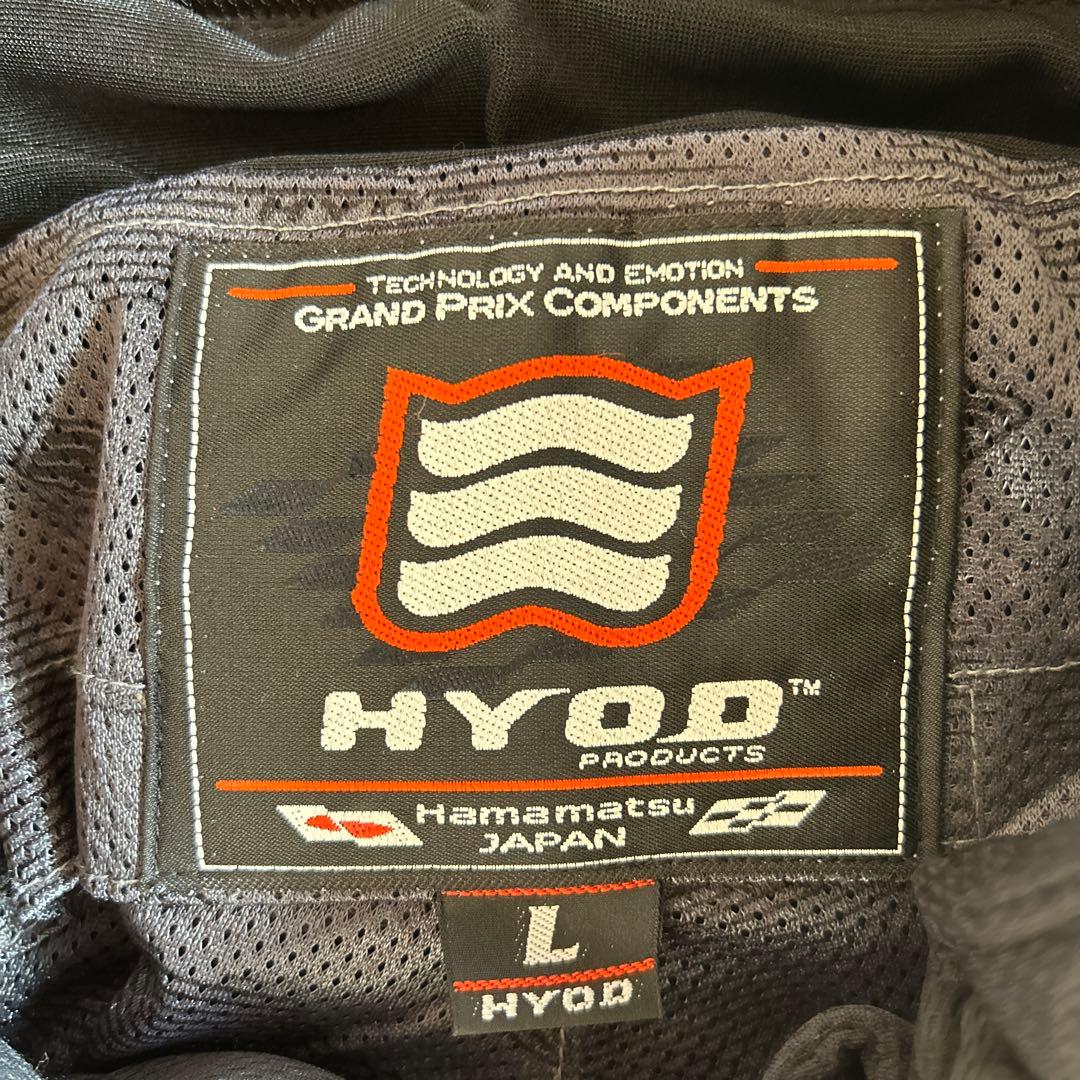 TECHNOLOGY AND EMOTION
GRAND PRIX COMPONENTS
HYOD™
PRODUCTS
Hamamatsu
JAPAN
L
HYOD